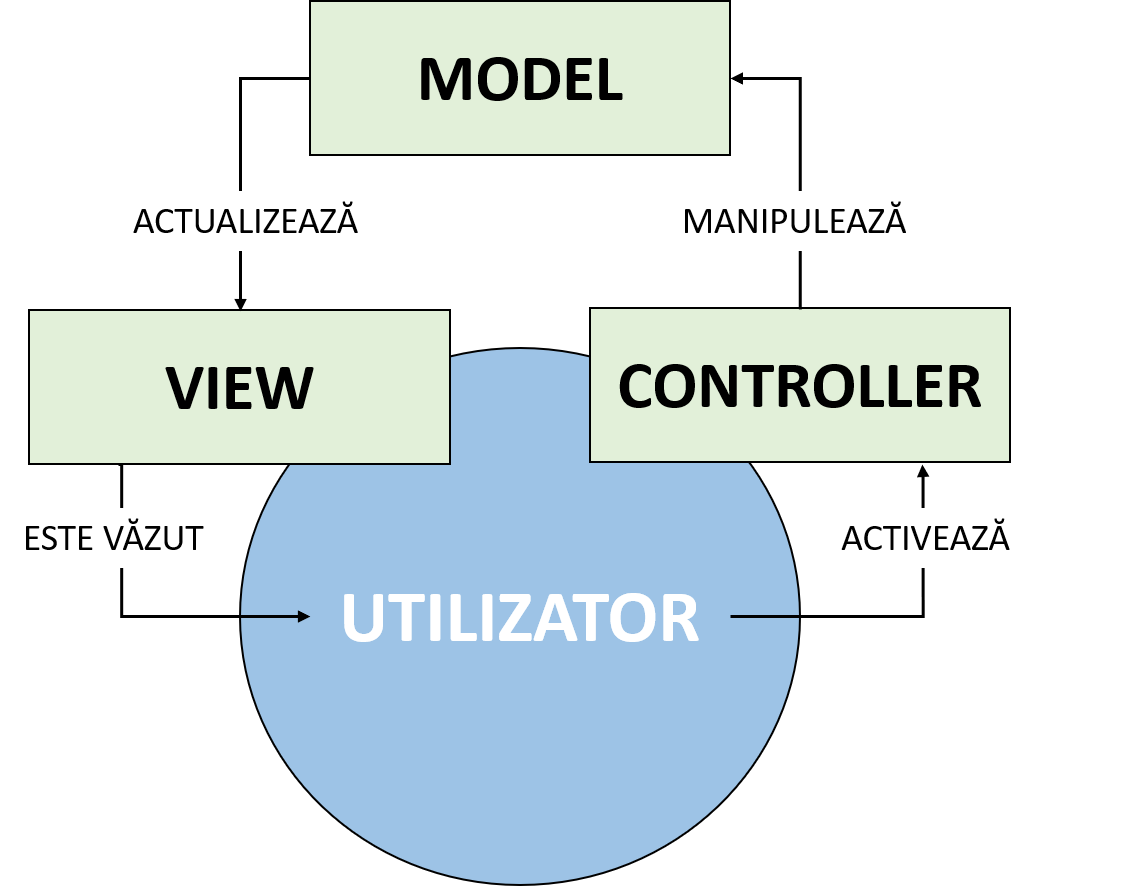 MODEL
ACTUALIZEAZĂ
MANIPULEAZĂ
VIEW
CONTROLLER
ESTE VĂZUT
ACTIVEAZĂ
UTILIZATOR